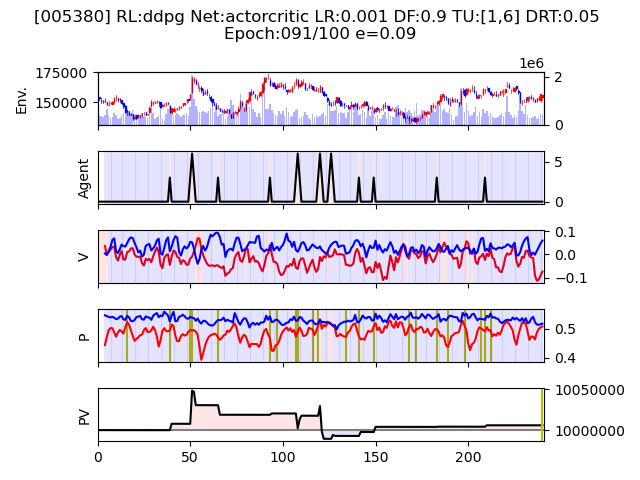 [005380] RL:ddpg Net:actorcritic LR:0.001 DF:0.9 TU:[1,6] DRT:0.05
Epoch:091/100 e=0.09
1e6
175000
150000
Env.
2
0
Agent
5
0
V
0.1
0.0
−0.1
P
0.5
0.4
PV
10050000
10000000
0 50 100 150 200